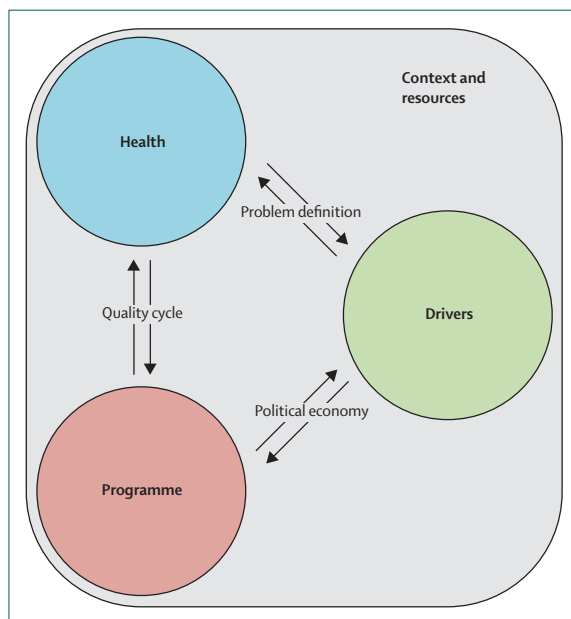 Context and
resources
Health
Problem definition
Quality cycle
Drivers
Political economy
Programme